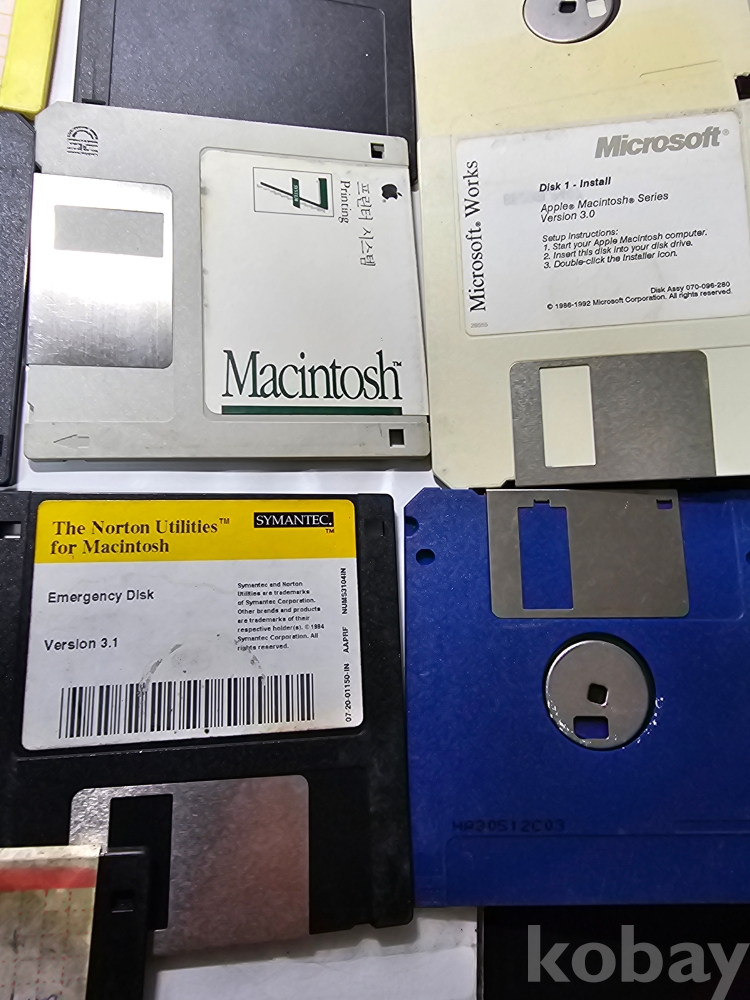 프린터 시스템
Printing
SYSTEM
7
Macintosh™
Microsoft®
Microsoft® Works
Disk 1 - Install
Apple® Macintosh® Series
Version 3.0
Setup Instructions:
1. Start your Apple Macintosh computer.
2. Insert this disk into your disk drive.
3. Double-click the Installer icon.
Disk Assy 070-096-280
© 1986-1992 Microsoft Corporation. All rights reserved.
The Norton Utilities™
for Macintosh
SYMANTEC.™
Emergency Disk
Version 3.1
Symantec and Norton
Utilities are trademarks
of Symantec Corporation.
Other brands and products
are trademarks of their
respective holder(s). © 1994
Symantec Corporation. All
rights reserved.
07-20-01150-IN AAPRF NUMS3104IN
MP30512C03
kobay